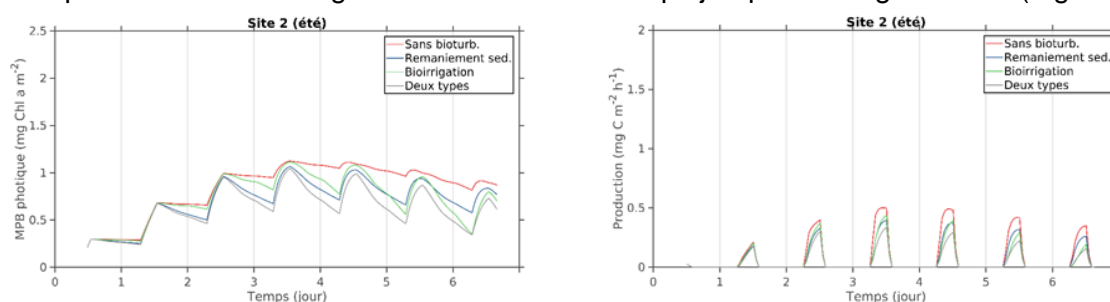 Site 2 (été)
2.5
2
1.5
1
0.5
0
MPB photique (mg Chl a m-2)
Sans bioturb.
Remaniement sed.
Bioirrigation
Deux types
0 1 2 3 4 5 6
Temps (jour)
Site 2 (été)
2
1.5
1
0.5
0
Production (mg C m-2 h-1)
Sans bioturb.
Remaniement sed.
Bioirrigation
Deux types
0 1 2 3 4 5 6
Temps (jour)